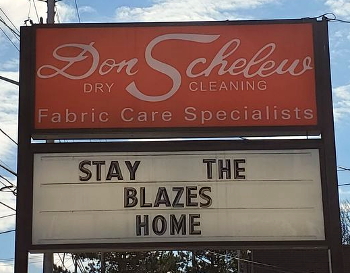 Don Schelew
DRY CLEANING
Fabric Care Specialists
STAY THE
BLAZES
HOME